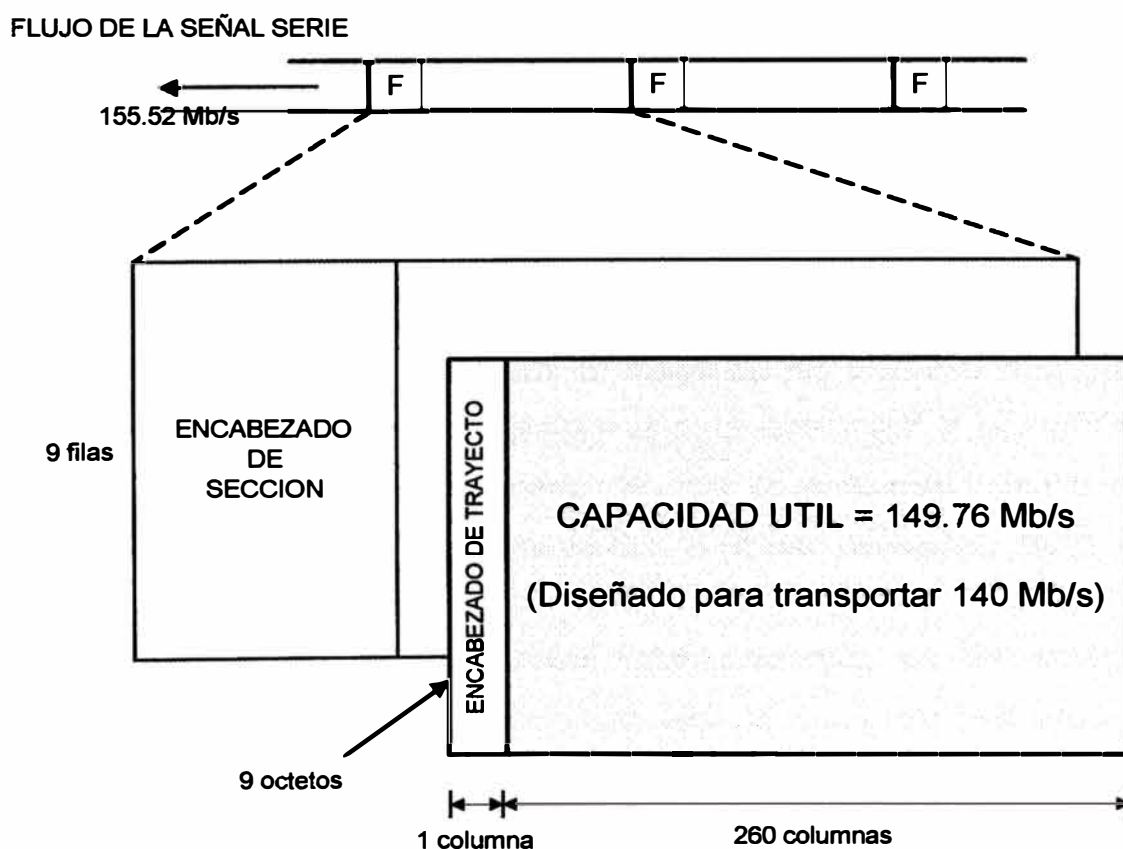 FLUJO DE LA SEÑAL SERIE
F
F
F
155.52 Mb/s
9 filas
ENCABEZADO
DE
SECCION
ENCABEZADO DE TRAYECTO
CAPACIDAD UTIL = 149.76 Mb/s
(Diseñado para transportar 140 Mb/s)
9 octetos
1 columna
260 columnas